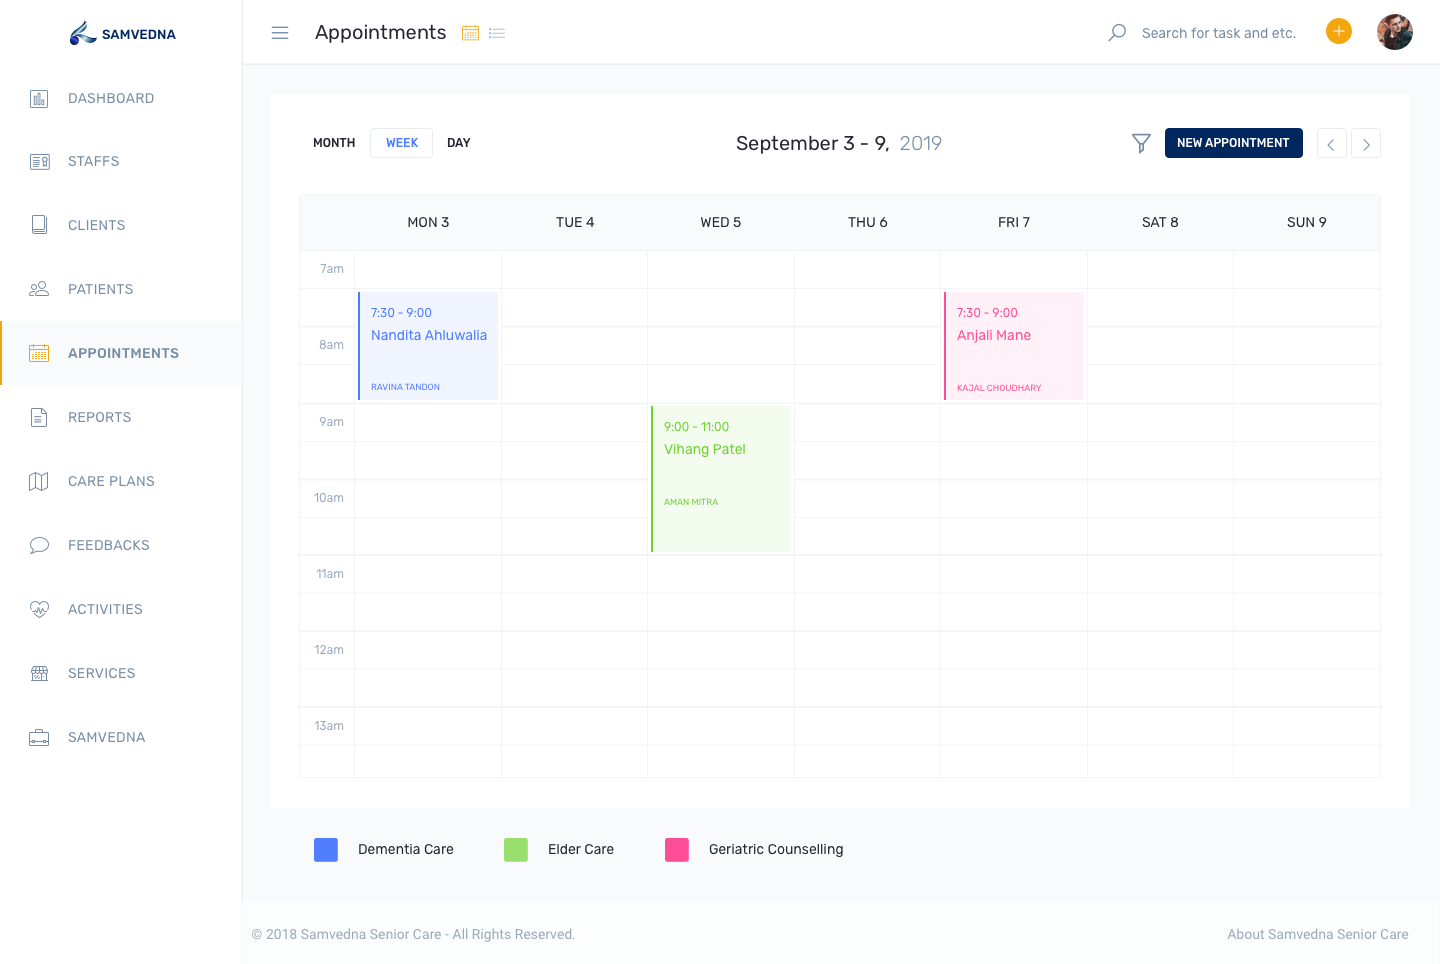 SAMVEDNA
Appointments
Search for task and etc.
DASHBOARD
STAFFS
CLIENTS
PATIENTS
APPOINTMENTS
REPORTS
CARE PLANS
FEEDBACKS
ACTIVITIES
SERVICES
SAMVEDNA
MONTH WEEK DAY
September 3 - 9, 2019
NEW APPOINTMENT
MON 3 TUE 4 WED 5 THU 6 FRI 7 SAT 8 SUN 9
7am
7:30 - 9:00
Nandita Ahluwalia
RAVINA TANDON
7:30 - 9:00
Anjali Mane
KAJAL CHOUDHARY
8am
9am
9:00 - 11:00
Vihang Patel
AMAN MITRA
10am
11am
12am
13am
Dementia Care Elder Care Geriatric Counselling
© 2018 Samvedna Senior Care - All Rights Reserved.
About Samvedna Senior Care